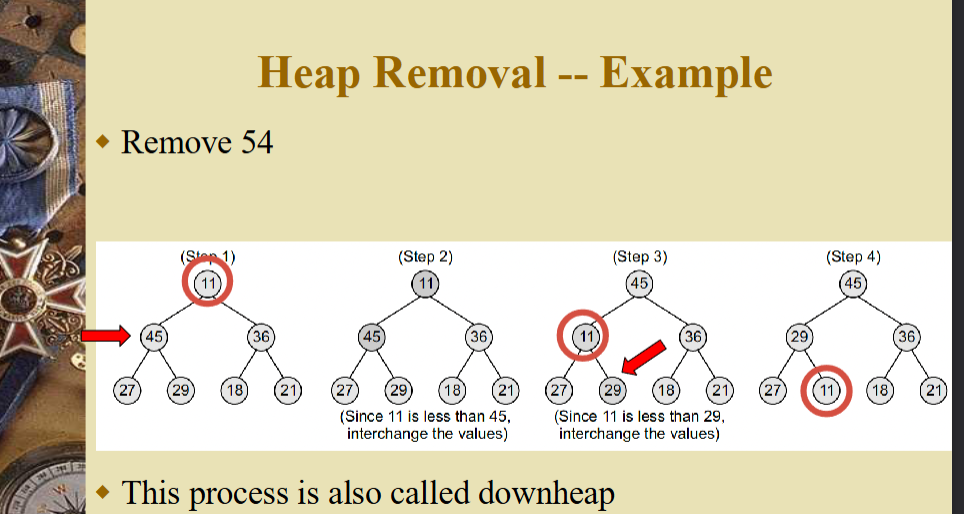 Heap Removal -- Example
Remove 54
(Step 1) (Step 2) (Step 3) (Step 4)
11 11 45 45
45 36 45 36 11 36 29 36
27 29 18 21 27 29 18 21 27 29 18 21 27 11 18 21
(Since 11 is less than 45, (Since 11 is less than 29,
interchange the values) interchange the values)
This process is also called downheap